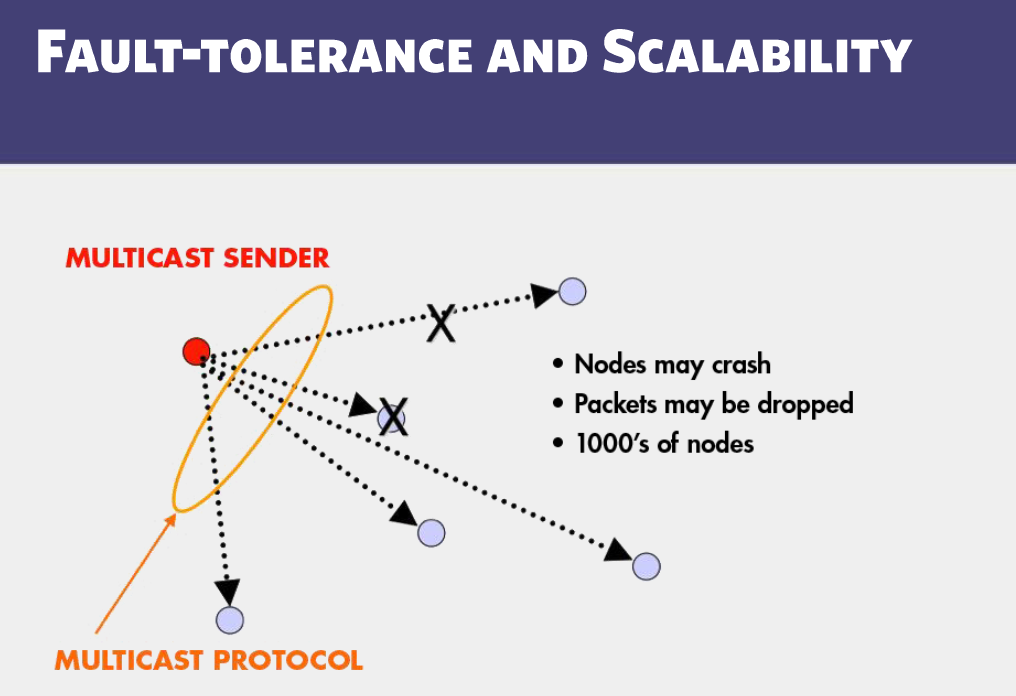 FAULT-TOLERANCE AND SCALABILITY
MULTICAST SENDER
X
X
• Nodes may crash
• Packets may be dropped
• 1000's of nodes
MULTICAST PROTOCOL